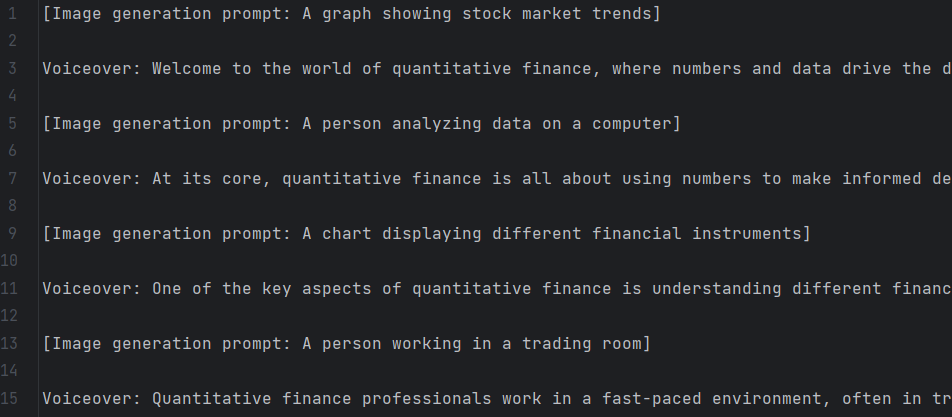 1 [Image generation prompt: A graph showing stock market trends]
2
3 Voiceover: Welcome to the world of quantitative finance, where numbers and data drive the d
4
5 [Image generation prompt: A person analyzing data on a computer]
6
7 Voiceover: At its core, quantitative finance is all about using numbers to make informed de
8
9 [Image generation prompt: A chart displaying different financial instruments]
10
11 Voiceover: One of the key aspects of quantitative finance is understanding different financ
12
13 [Image generation prompt: A person working in a trading room]
14
15 Voiceover: Quantitative finance professionals work in a fast-paced environment, often in tr